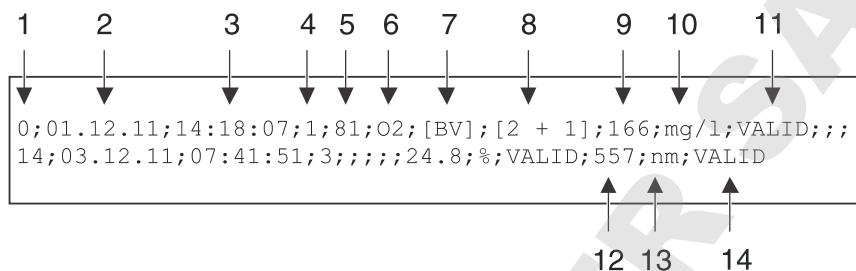 1 2 3 4 5 6 7 8 9 10 11
0;01.12.11;14:18:07;1;81;O2;[BV];[2 + 1];166;mg/l;VALID;;;
14;03.12.11;07:41:51;3;;;;;24.8;%;VALID;557;nm;VALID
12 13 14